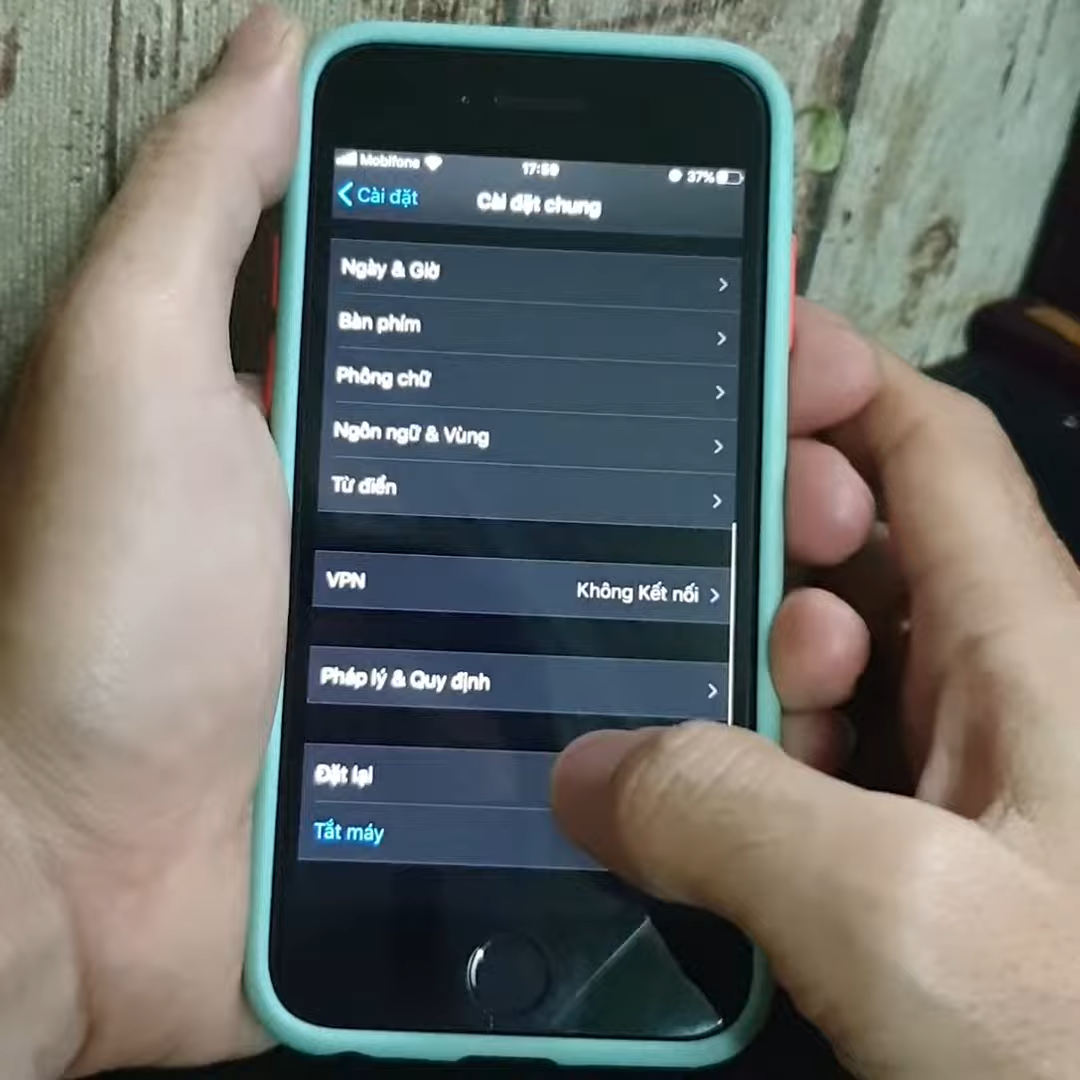 Mobifone 17:59 37%
Cài đặt Cài đặt chung
Ngày & Giờ
Bàn phím
Phông chữ
Ngôn ngữ & Vùng
Từ điển
VPN Không Kết nối
Pháp lý & Quy định
Đặt lại
Tắt máy